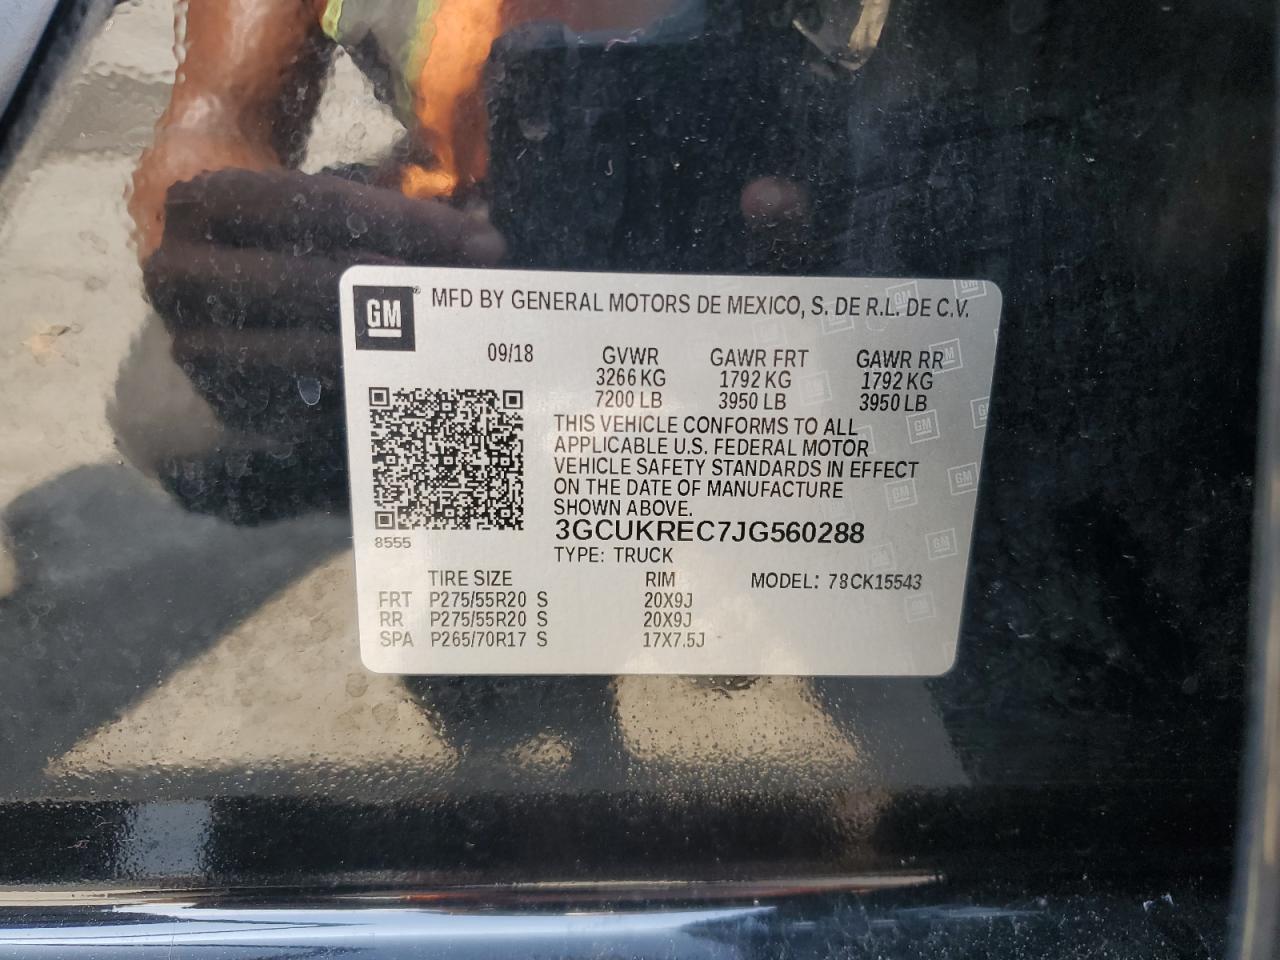 GM® MFD BY GENERAL MOTORS DE MEXICO, S. DE R.L. DE C.V.
09/18 GVWR GAWR FRT GAWR RR
3266 KG 1792 KG 1792 KG
7200 LB 3950 LB 3950 LB
THIS VEHICLE CONFORMS TO ALL
APPLICABLE U.S. FEDERAL MOTOR
VEHICLE SAFETY STANDARDS IN EFFECT
ON THE DATE OF MANUFACTURE
SHOWN ABOVE.
3GCUKREC7JG560288
8555
TYPE: TRUCK
TIRE SIZE RIM MODEL: 78CK15543
FRT P275/55R20 S 20X9J
RR P275/55R20 S 20X9J
SPA P265/70R17 S 17X7.5J